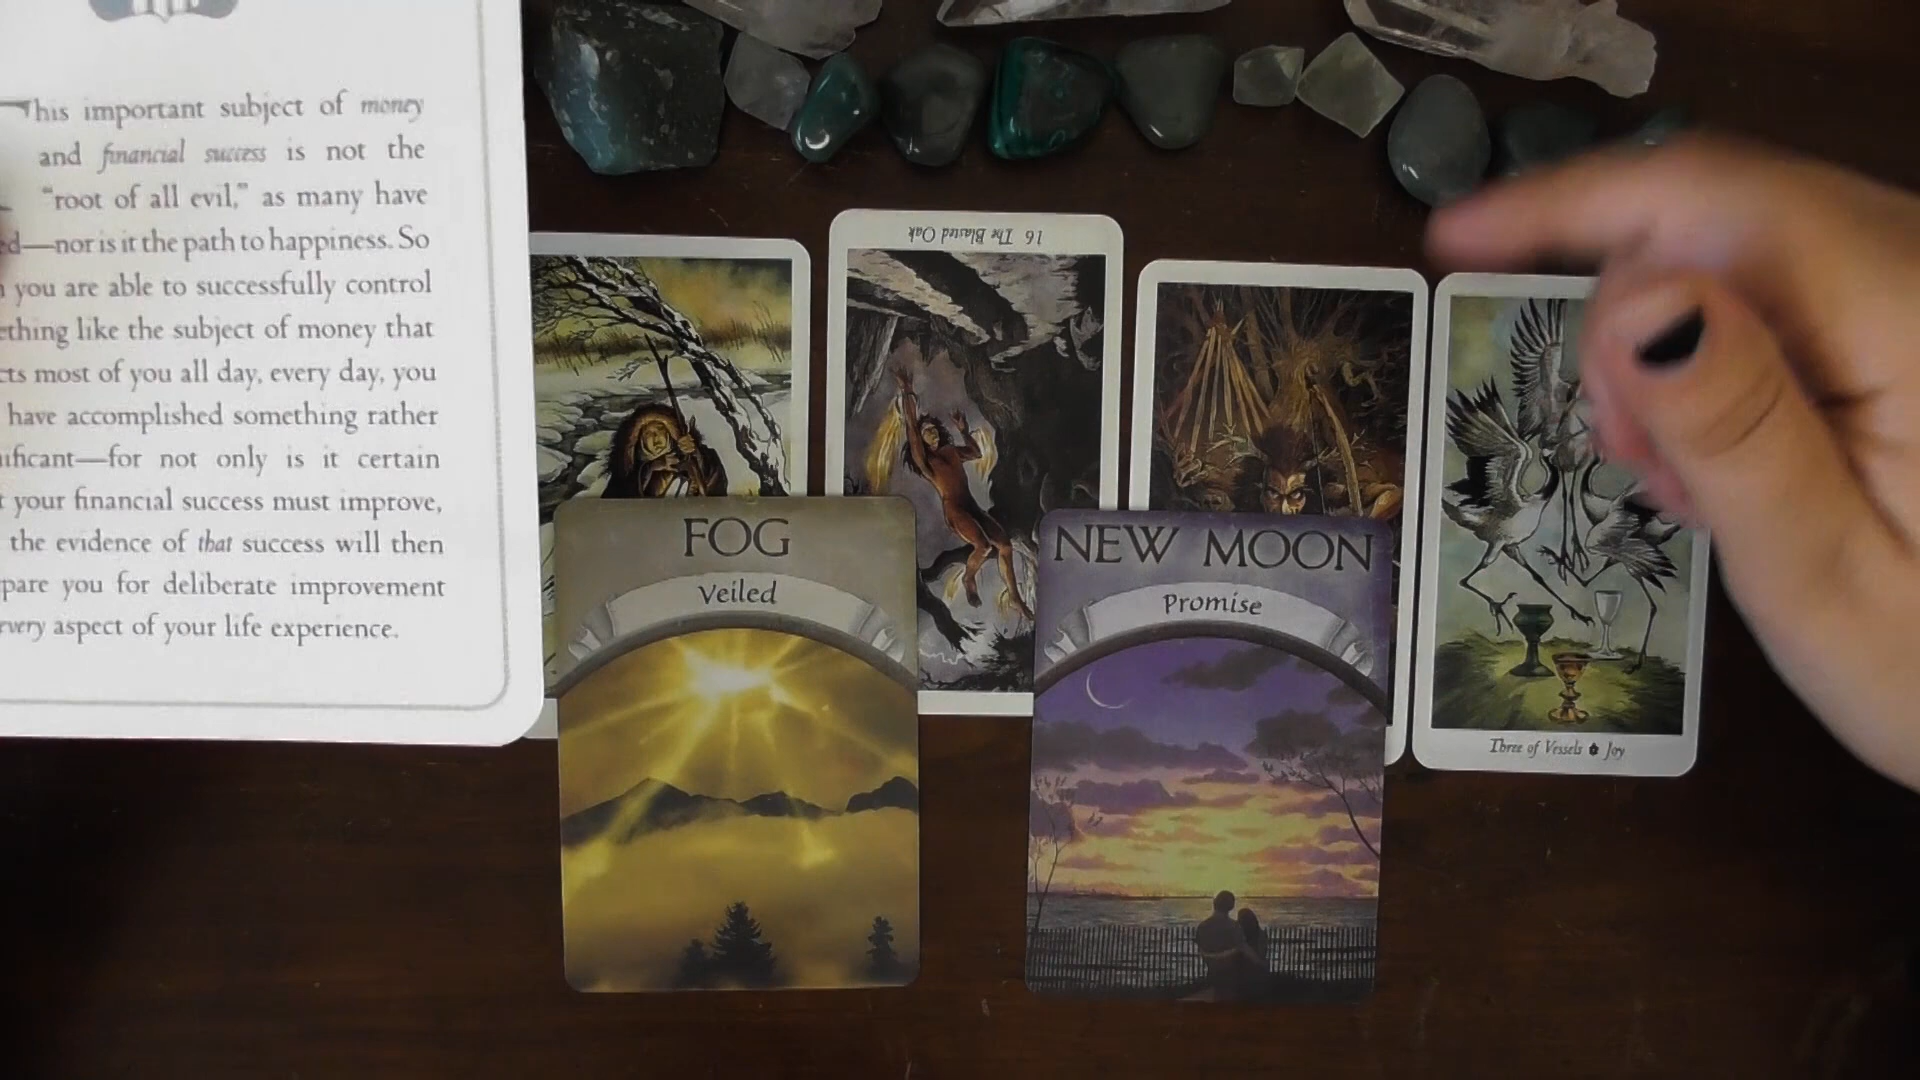 This important subject of money
and financial success is not the
"root of all evil," as many have
—nor is it the path to happiness. So
you are able to successfully control
like the subject of money that
most of you all day, every day, you
have accomplished something rather
—for not only is it certain
your financial success must improve,
the evidence of that success will then
you for deliberate improvement
aspect of your life experience.
16 The Blasted Oak
FOG
Veiled
NEW MOON
Promise
Three of Vessels Joy